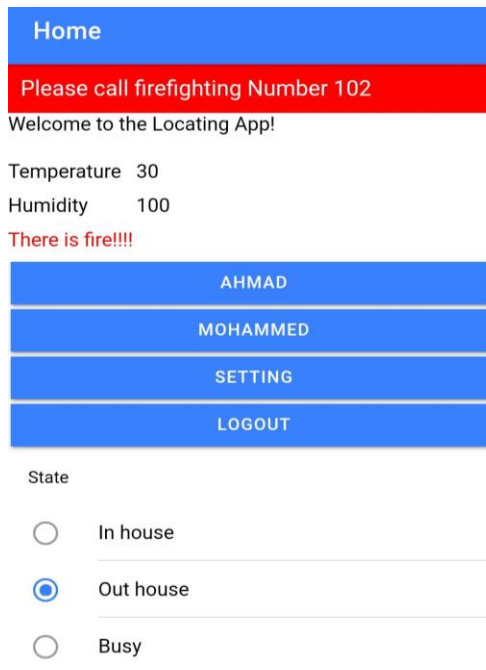 Home
Please call firefighting Number 102
Welcome to the Locating App!
Temperature 30
Humidity 100
There is fire!!!!
AHMAD
MOHAMMED
SETTING
LOGOUT
State
In house
Out house
Busy